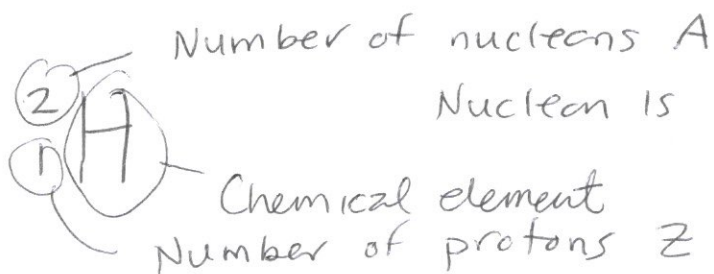 Number of nucleons A
2
Nucleon is
H
1
Chemical element
Number of protons Z